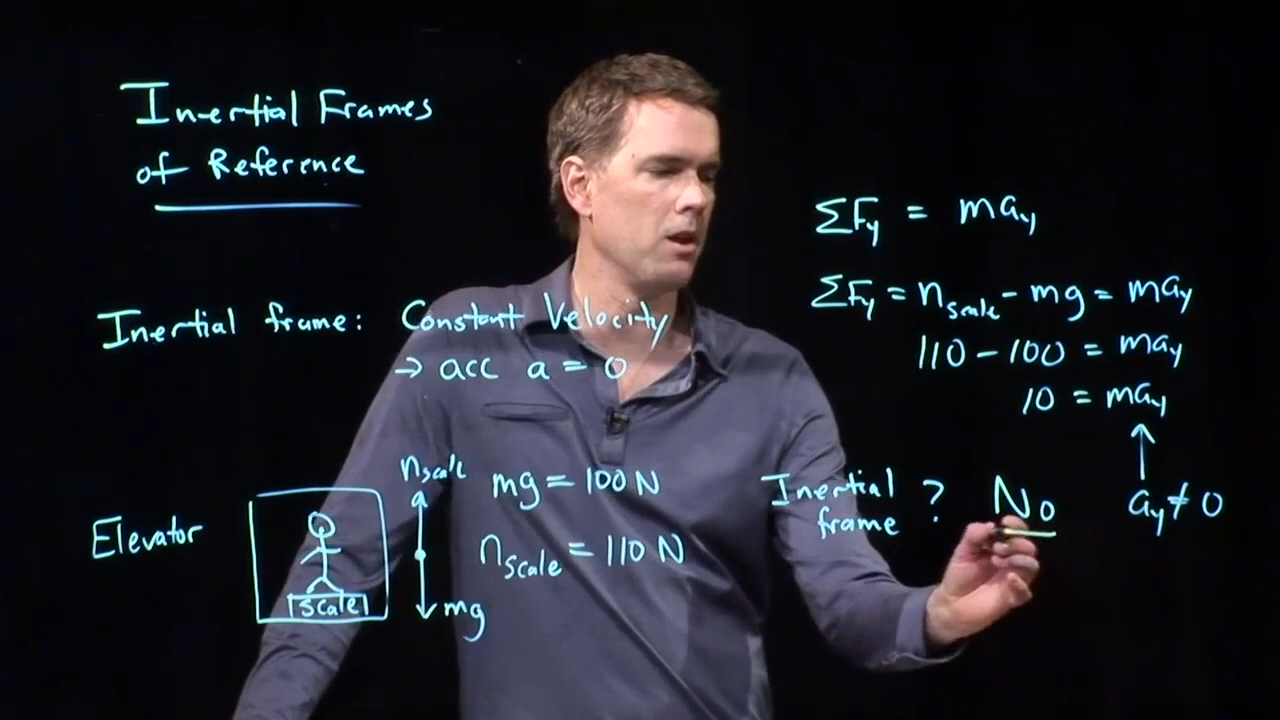 Inertial Frames
of Reference
Inertial frame: Constant Velocity
→ acc a = 0
Elevator
scale
nscale
mg
mg = 100 N
nscale = 110 N
ΣFy = may
ΣFy = nscale - mg = may
110 - 100 = may
10 = may
ay ≠ 0
Inertial frame ? No